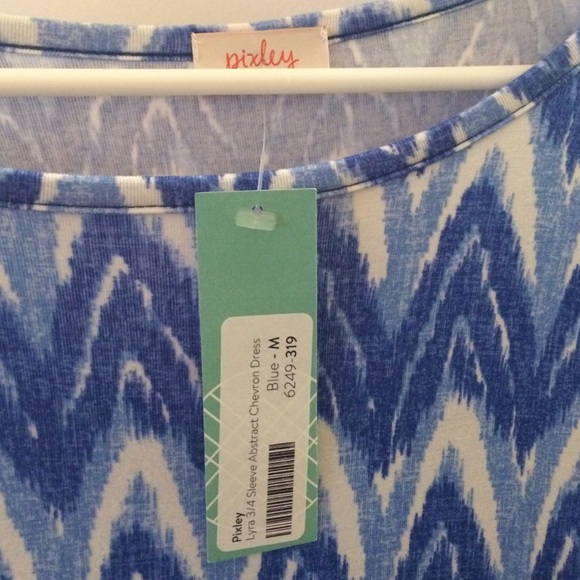 pixley
Pixley
Lyra 3/4 Sleeve Abstract Chevron Dress
Blue - M
6249-319